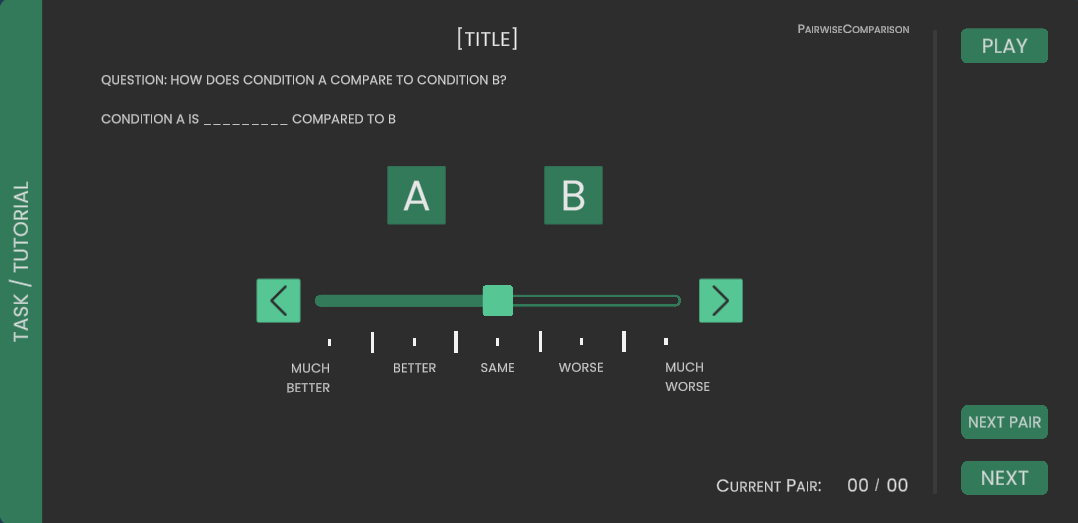 [TITLE]
PairwiseComparison
PLAY
QUESTION: HOW DOES CONDITION A COMPARE TO CONDITION B?
CONDITION A IS _________ COMPARED TO B
A B
TASK / TUTORIAL
< >
MUCH BETTER
BETTER
SAME
WORSE
MUCH WORSE
NEXT PAIR
NEXT
Current Pair: 00 / 00